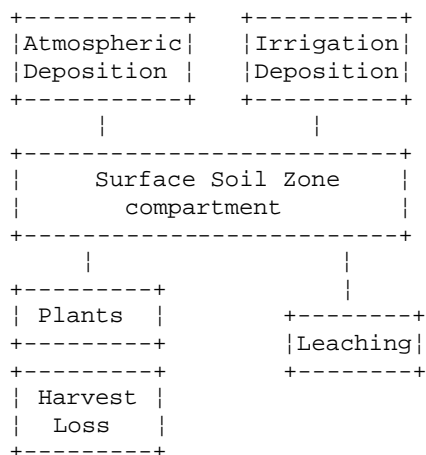 Atmospheric Irrigation
Deposition Deposition
Surface Soil Zone
compartment
Plants
Leaching
Harvest
Loss